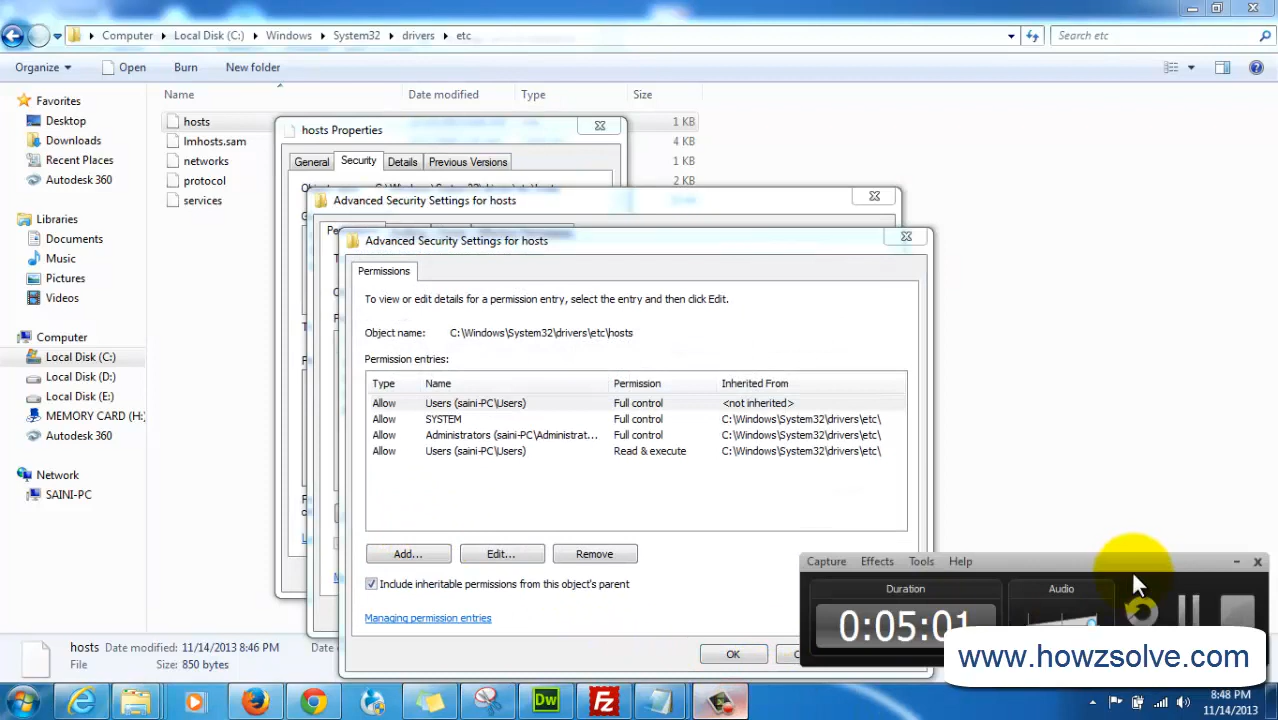 Computer Local Disk (C:) Windows System32 drivers etc
Search etc
Organize Open Burn New folder
Name Date modified Type Size
Favorites
Desktop
Downloads
Recent Places
Autodesk 360
Libraries
Documents
Music
Pictures
Videos
Computer
Local Disk (C:)
Local Disk (D:)
Local Disk (E:)
MEMORY CARD (H:)
Autodesk 360
Network
SAINI-PC
hosts 1 KB
lmhosts.sam 4 KB
networks 1 KB
protocol 2 KB
services
hosts Properties
General Security Details Previous Versions
Advanced Security Settings for hosts
Advanced Security Settings for hosts
Permissions
To view or edit details for a permission entry, select the entry and then click Edit.
Object name: C:\Windows\System32\drivers\etc\hosts
Permission entries:
Type Name Permission Inherited From
Allow Users (saini-PC\Users) Full control <not inherited>
Allow SYSTEM Full control C:\Windows\System32\drivers\etc\
Allow Administrators (saini-PC\Administrat... Full control C:\Windows\System32\drivers\etc\
Allow Users (saini-PC\Users) Read & execute C:\Windows\System32\drivers\etc\
Add... Edit... Remove
Include inheritable permissions from this object's parent
Managing permission entries
OK
Capture Effects Tools Help
Duration Audio
0:05:01
www.howzsolve.com
hosts Date modified: 11/14/2013 8:46 PM
File Size: 850 bytes
Dw
Fz
8:48 PM
11/14/2013